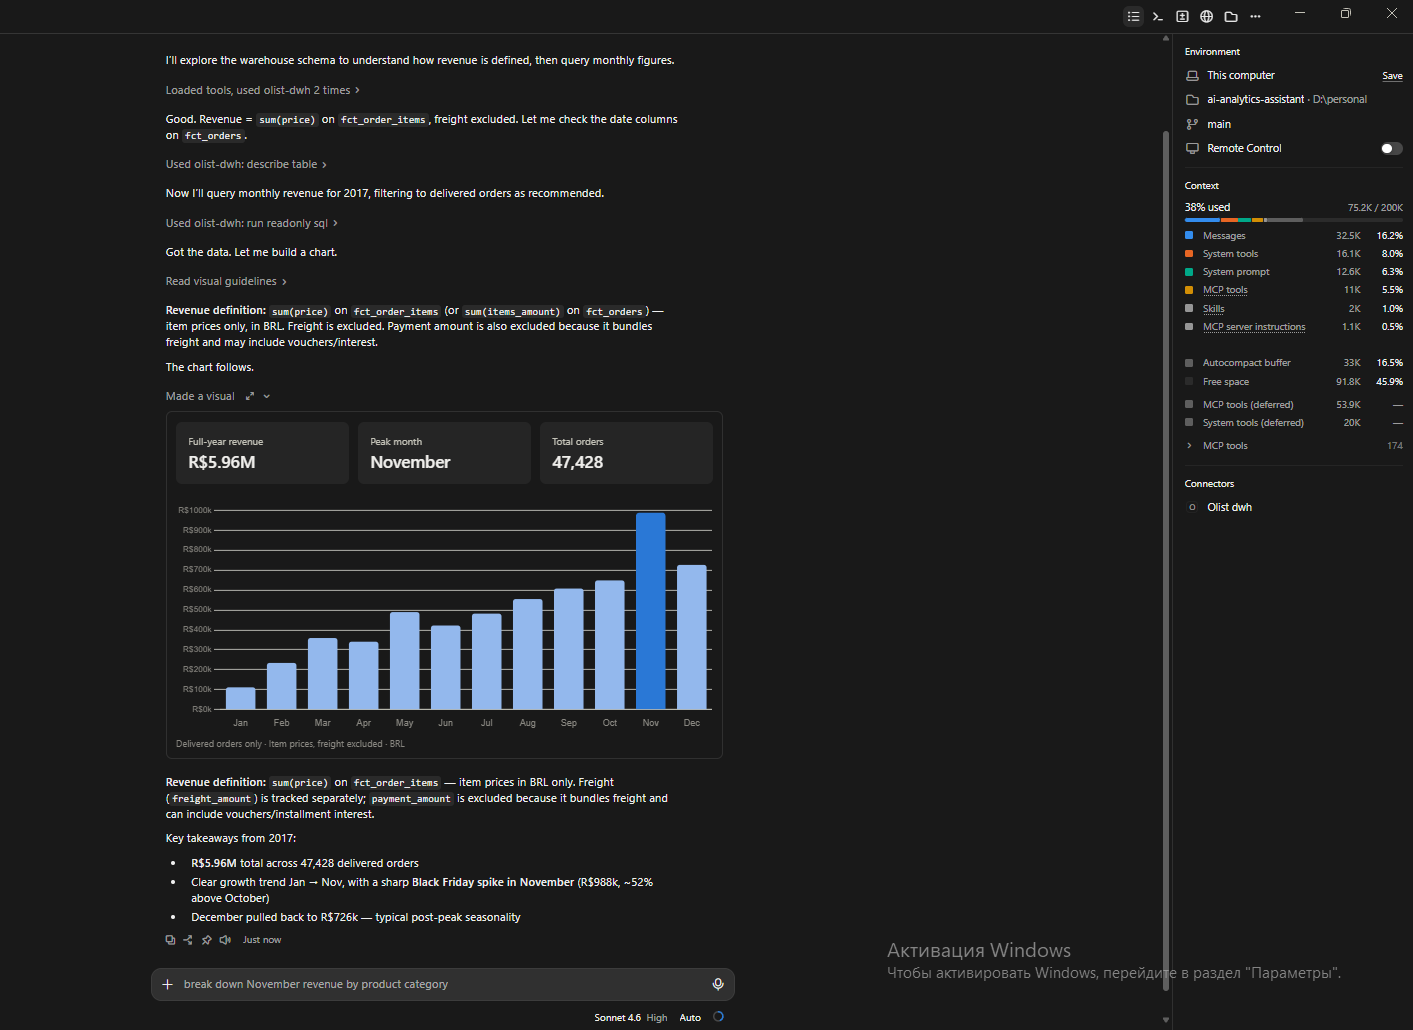 I'll explore the warehouse schema to understand how revenue is defined, then query monthly figures.
Loaded tools, used olist-dwh 2 times >
Good. Revenue = sum(price) on fct_order_items, freight excluded. Let me check the date columns
on fct_orders.
Used olist-dwh: describe table >
Now I'll query monthly revenue for 2017, filtering to delivered orders as recommended.
Used olist-dwh: run readonly sql >
Got the data. Let me build a chart.
Read visual guidelines >
Revenue definition: sum(price) on fct_order_items (or sum(items_amount) on fct_orders) —
item prices only, in BRL. Freight is excluded. Payment amount is also excluded because it bundles
freight and may include vouchers/interest.
The chart follows.
Made a visual
Full-year revenue
R$5.96M
Peak month
November
Total orders
47,428
R$1000k
R$900k
R$800k
R$700k
R$600k
R$500k
R$400k
R$300k
R$200k
R$100k
R$0k
Jan Feb Mar Apr May Jun Jul Aug Sep Oct Nov Dec
Delivered orders only · Item prices, freight excluded · BRL
Revenue definition: sum(price) on fct_order_items — item prices in BRL only. Freight
(freight_amount) is tracked separately; payment_amount is excluded because it bundles freight and
can include vouchers/installment interest.
Key takeaways from 2017:
• R$5.96M total across 47,428 delivered orders
• Clear growth trend Jan → Nov, with a sharp Black Friday spike in November (R$988k, ~52%
above October)
• December pulled back to R$726k — typical post-peak seasonality
Just now
break down November revenue by product category
Sonnet 4.6 High Auto
Environment
This computer Save
ai-analytics-assistant · D:\personal
main
Remote Control
Context
38% used 75.2K / 200K
Messages 32.5K 16.2%
System tools 16.1K 8.0%
System prompt 12.6K 6.3%
MCP tools 11K 5.5%
Skills 2K 1.0%
MCP server instructions 1.1K 0.5%
Autocompact buffer 33K 16.5%
Free space 91.8K 45.9%
MCP tools (deferred) 53.9K —
System tools (deferred) 20K —
> MCP tools 174
Connectors
O Olist dwh
Активация Windows
Чтобы активировать Windows, перейдите в раздел "Параметры".